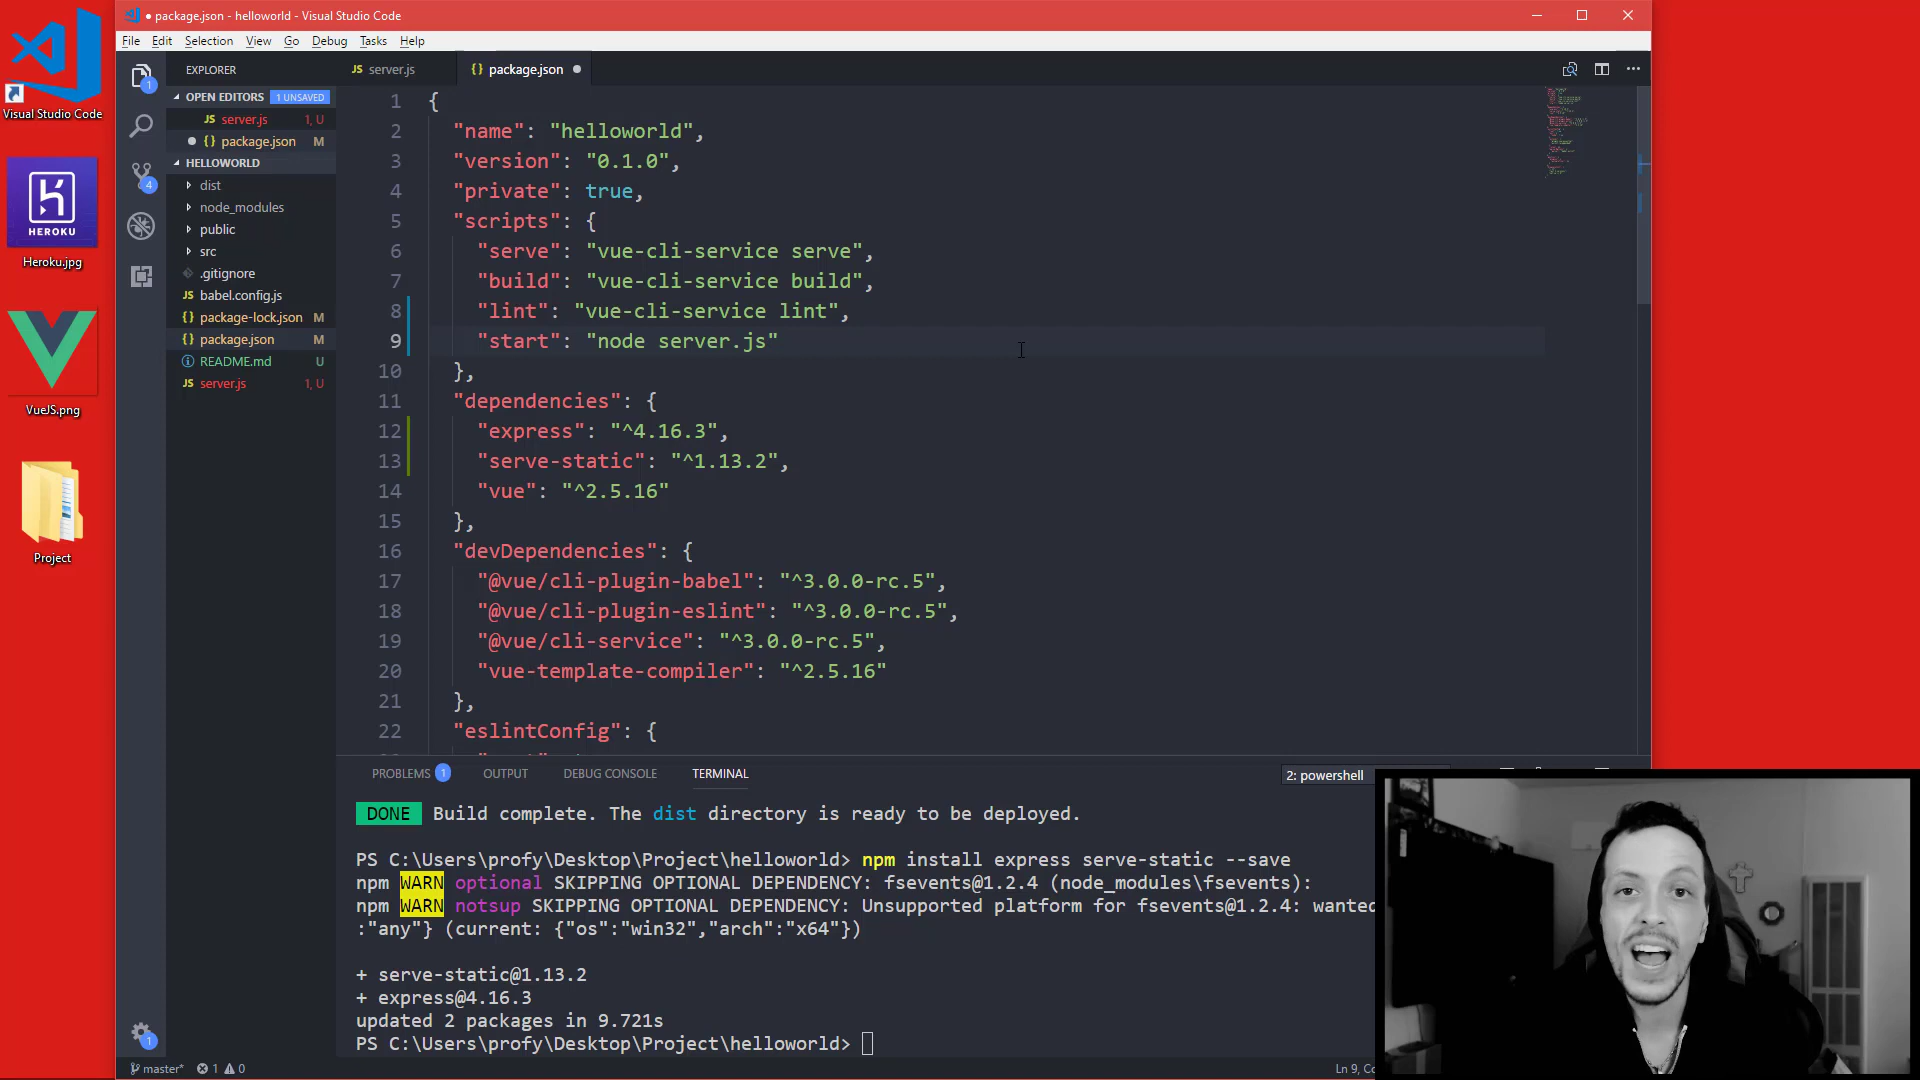 ● package.json - helloworld - Visual Studio Code
File Edit Selection View Go Debug Tasks Help
Visual Studio Code
HEROKU
Heroku.jpg
VueJS.png
Project
1
4
1
EXPLORER
OPEN EDITORS 1 UNSAVED
JS server.js 1, U
● {} package.json M
HELLOWORLD
dist
node_modules
public
src
.gitignore
JS babel.config.js
{} package-lock.json M
{} package.json M
README.md U
JS server.js 1, U
JS server.js
{} package.json ●
1 {
2 "name": "helloworld",
3 "version": "0.1.0",
4 "private": true,
5 "scripts": {
6 "serve": "vue-cli-service serve",
7 "build": "vue-cli-service build",
8 "lint": "vue-cli-service lint",
9 "start": "node server.js"
10 },
11 "dependencies": {
12 "express": "^4.16.3",
13 "serve-static": "^1.13.2",
14 "vue": "^2.5.16"
15 },
16 "devDependencies": {
17 "@vue/cli-plugin-babel": "^3.0.0-rc.5",
18 "@vue/cli-plugin-eslint": "^3.0.0-rc.5",
19 "@vue/cli-service": "^3.0.0-rc.5",
20 "vue-template-compiler": "^2.5.16"
21 },
22 "eslintConfig": {
PROBLEMS 1 OUTPUT DEBUG CONSOLE TERMINAL 2: powershell
DONE Build complete. The dist directory is ready to be deployed.
PS C:\Users\profy\Desktop\Project\helloworld> npm install express serve-static --save
npm WARN optional SKIPPING OPTIONAL DEPENDENCY: fsevents@1.2.4 (node_modules\fsevents):
npm WARN notsup SKIPPING OPTIONAL DEPENDENCY: Unsupported platform for fsevents@1.2.4: wanted
:"any"} (current: {"os":"win32","arch":"x64"})
+ serve-static@1.13.2
+ express@4.16.3
updated 2 packages in 9.721s
PS C:\Users\profy\Desktop\Project\helloworld>
master* 1 0
Ln 9, Co